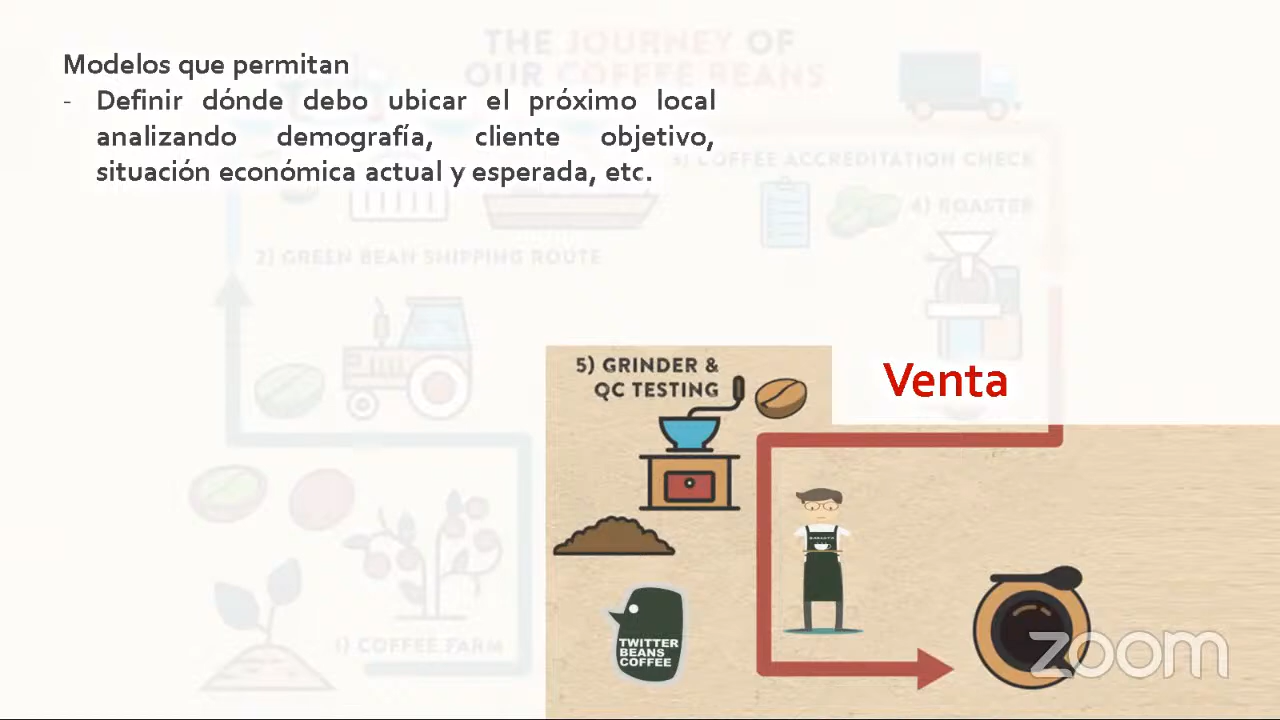 THE JOURNEY OF
OUR COFFEE BEANS
Modelos que permitan
- Definir dónde debo ubicar el próximo local
analizando demografía, cliente objetivo,
situación económica actual y esperada, etc.
3) COFFEE ACCREDITATION CHECK
4) ROASTER
2) GREEN BEAN SHIPPING ROUTE
5) GRINDER &
QC TESTING
Venta
TWITTER
BEANS
COFFEE
1) COFFEE FARM
zoom